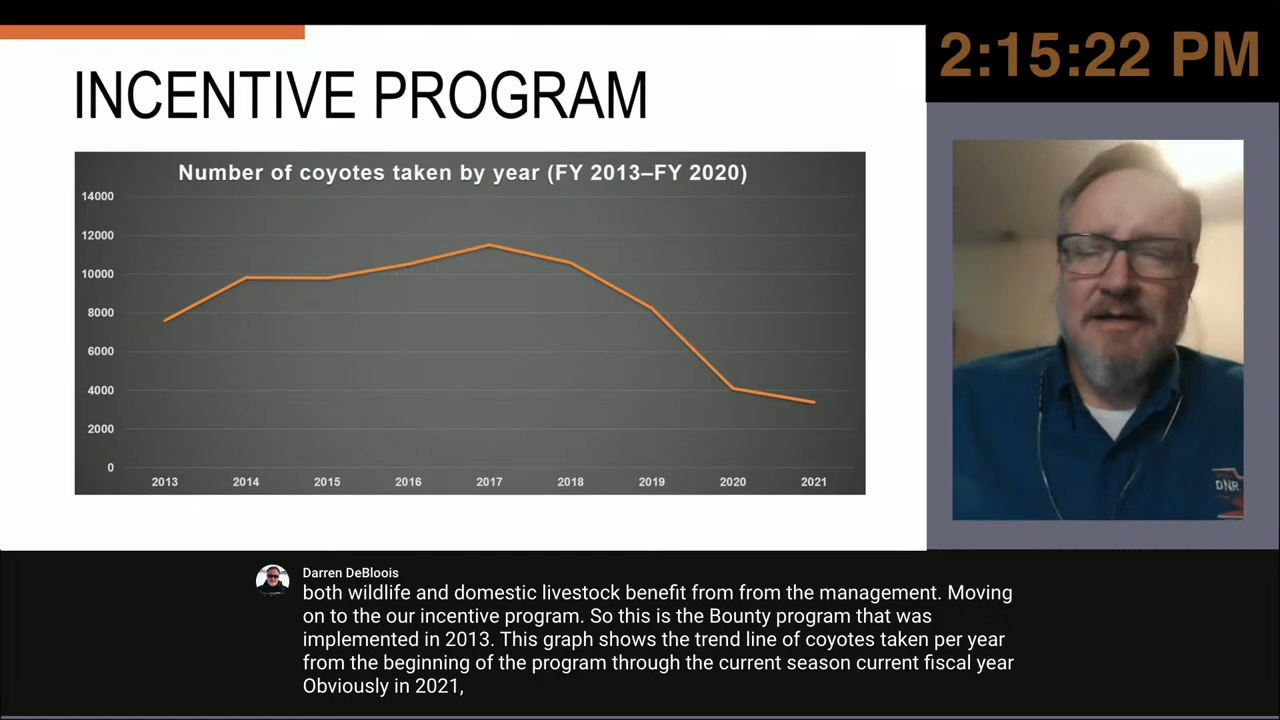 2:15:22 PM
INCENTIVE PROGRAM
Number of coyotes taken by year (FY 2013–FY 2020)
14000
12000
10000
8000
6000
4000
2000
0
2013 2014 2015 2016 2017 2018 2019 2020 2021
DNR
Darren DeBloois
both wildlife and domestic livestock benefit from from the management. Moving
on to the our incentive program. So this is the Bounty program that was
implemented in 2013. This graph shows the trend line of coyotes taken per year
from the beginning of the program through the current season current fiscal year
Obviously in 2021,